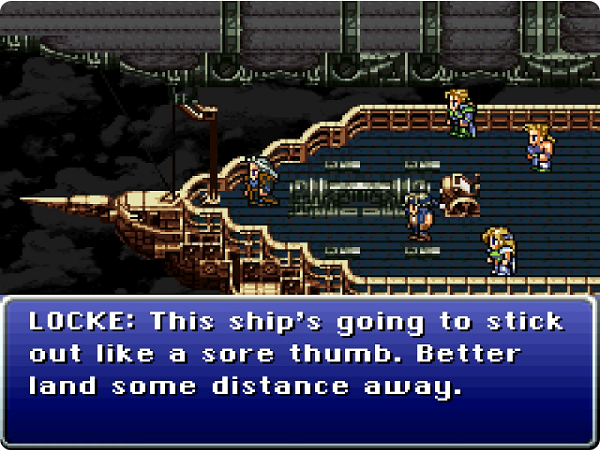 LOCKE: This ship's going to stick
out like a sore thumb. Better
land some distance away.